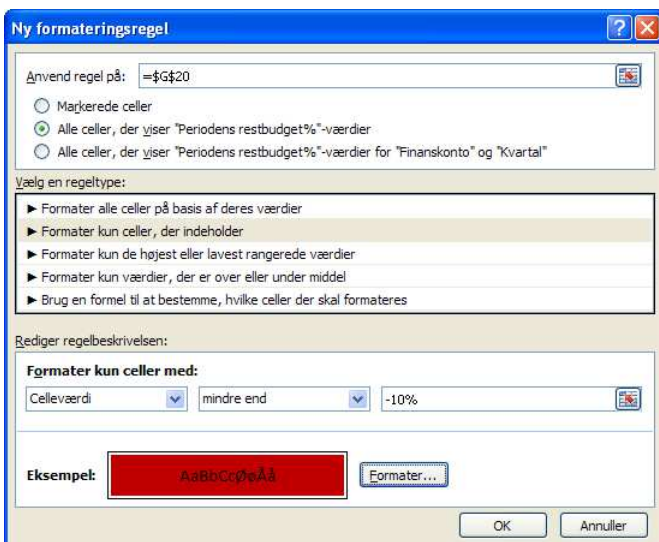 Ny formateringsregel
Anvend regel på: =$G$20
Markerede celler
Alle celler, der viser "Periodens restbudget%"-værdier
Alle celler, der viser "Periodens restbudget%"-værdier for "Finanskonto" og "Kvartal"
Vælg en regeltype:
► Formater alle celler på basis af deres værdier
► Formater kun celler, der indeholder
► Formater kun de højest eller lavest rangerede værdier
► Formater kun værdier, der er over eller under middel
► Brug en formel til at bestemme, hvilke celler der skal formateres
Rediger regelbeskrivelsen:
Formater kun celler med:
Celleværdi mindre end -10%
Eksempel: AaBbCcØøÅå Formater...
OK Annuller